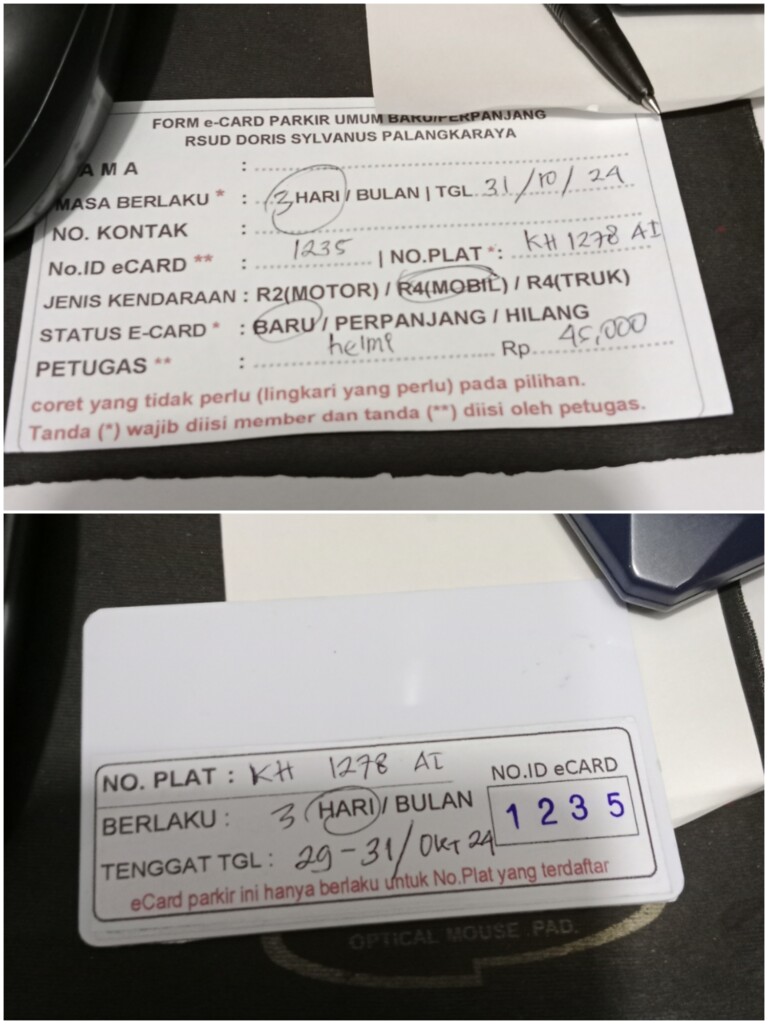 FORM e-CARD PARKIR UMUM BARU/PERPANJANG
RSUD DORIS SYLVANUS PALANGKARAYA
AMA :
MASA BERLAKU * : 3 HARI / BULAN | TGL 31/10/24
NO. KONTAK :
No.ID eCARD ** : 1235 | NO.PLAT * : KH 1278 AI
JENIS KENDARAAN : R2(MOTOR) / R4(MOBIL) / R4(TRUK)
STATUS E-CARD * : BARU / PERPANJANG / HILANG
PETUGAS ** : helmi Rp. 45,000
coret yang tidak perlu (lingkari yang perlu) pada pilihan.
Tanda (*) wajib diisi member dan tanda (**) diisi oleh petugas.
NO. PLAT : KH 1278 AI
NO.ID eCARD
1 2 3 5
BERLAKU : 3 HARI / BULAN
TENGGAT TGL : 29-31/OKT 24
eCard parkir ini hanya berlaku untuk No.Plat yang terdaftar
OPTICAL MOUSE PAD.